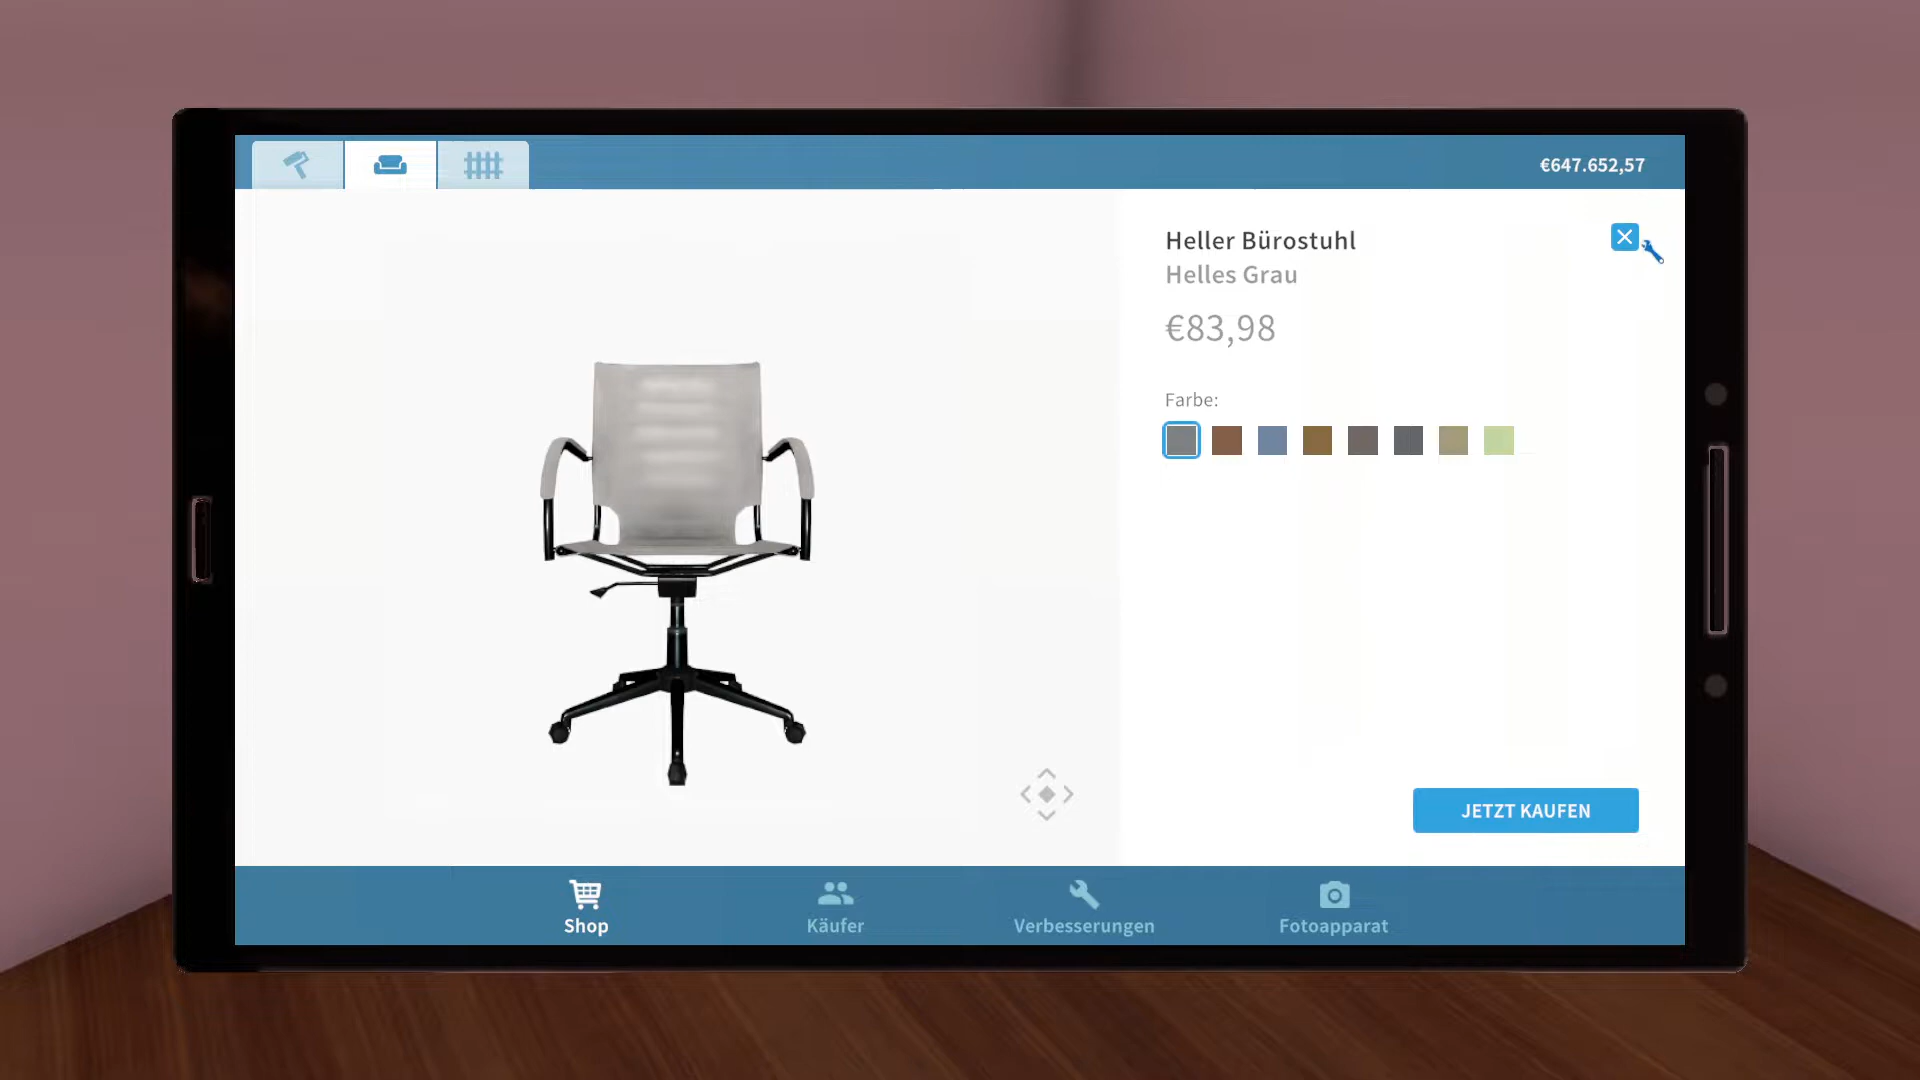 €647.652,57
Heller Bürostuhl
Helles Grau
€83,98
Farbe:
JETZT KAUFEN
Shop
Käufer
Verbesserungen
Fotoapparat